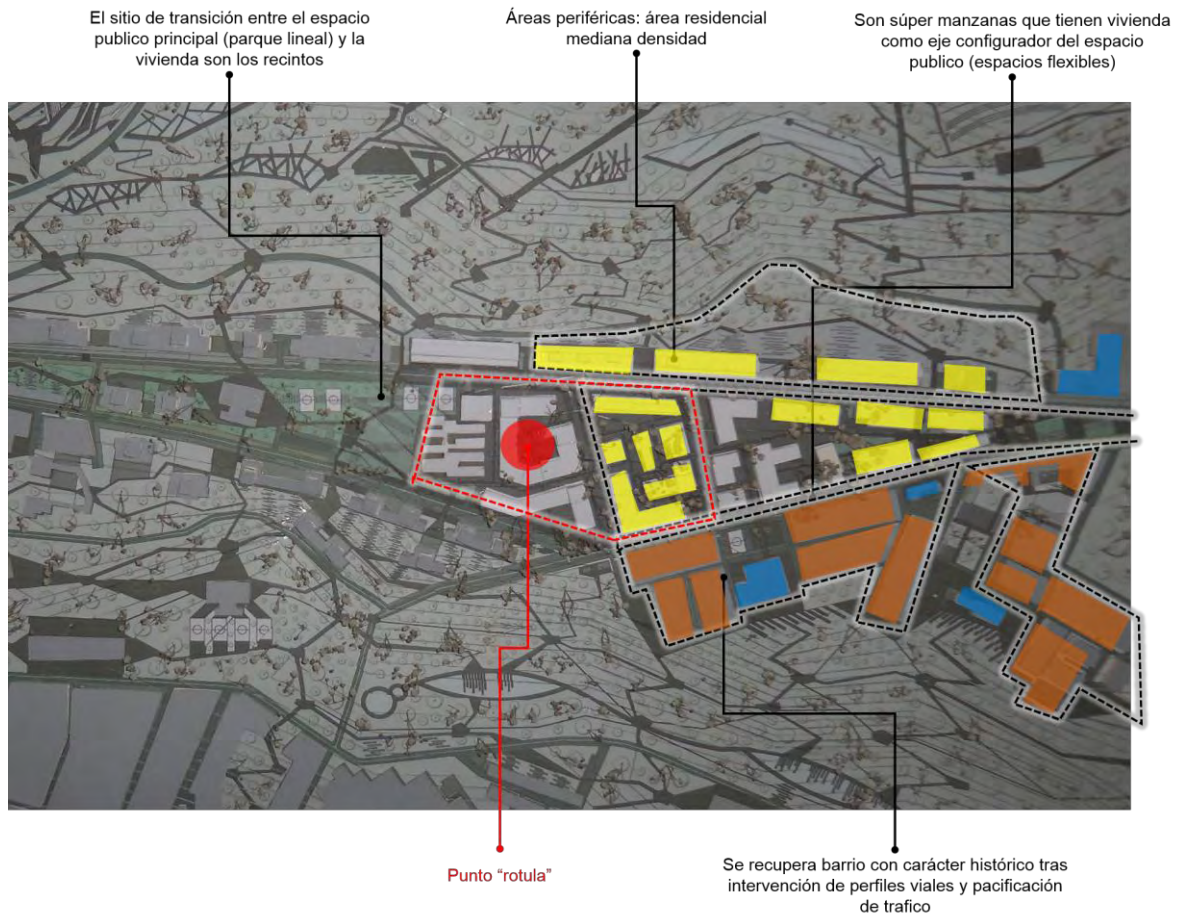 El sitio de transición entre el espacio
publico principal (parque lineal) y la
vivienda son los recintos
Áreas periféricas: área residencial
mediana densidad
Son súper manzanas que tienen vivienda
como eje configurador del espacio
publico (espacios flexibles)
Punto “rotula”
Se recupera barrio con carácter histórico tras
intervención de perfiles viales y pacificación
de trafico